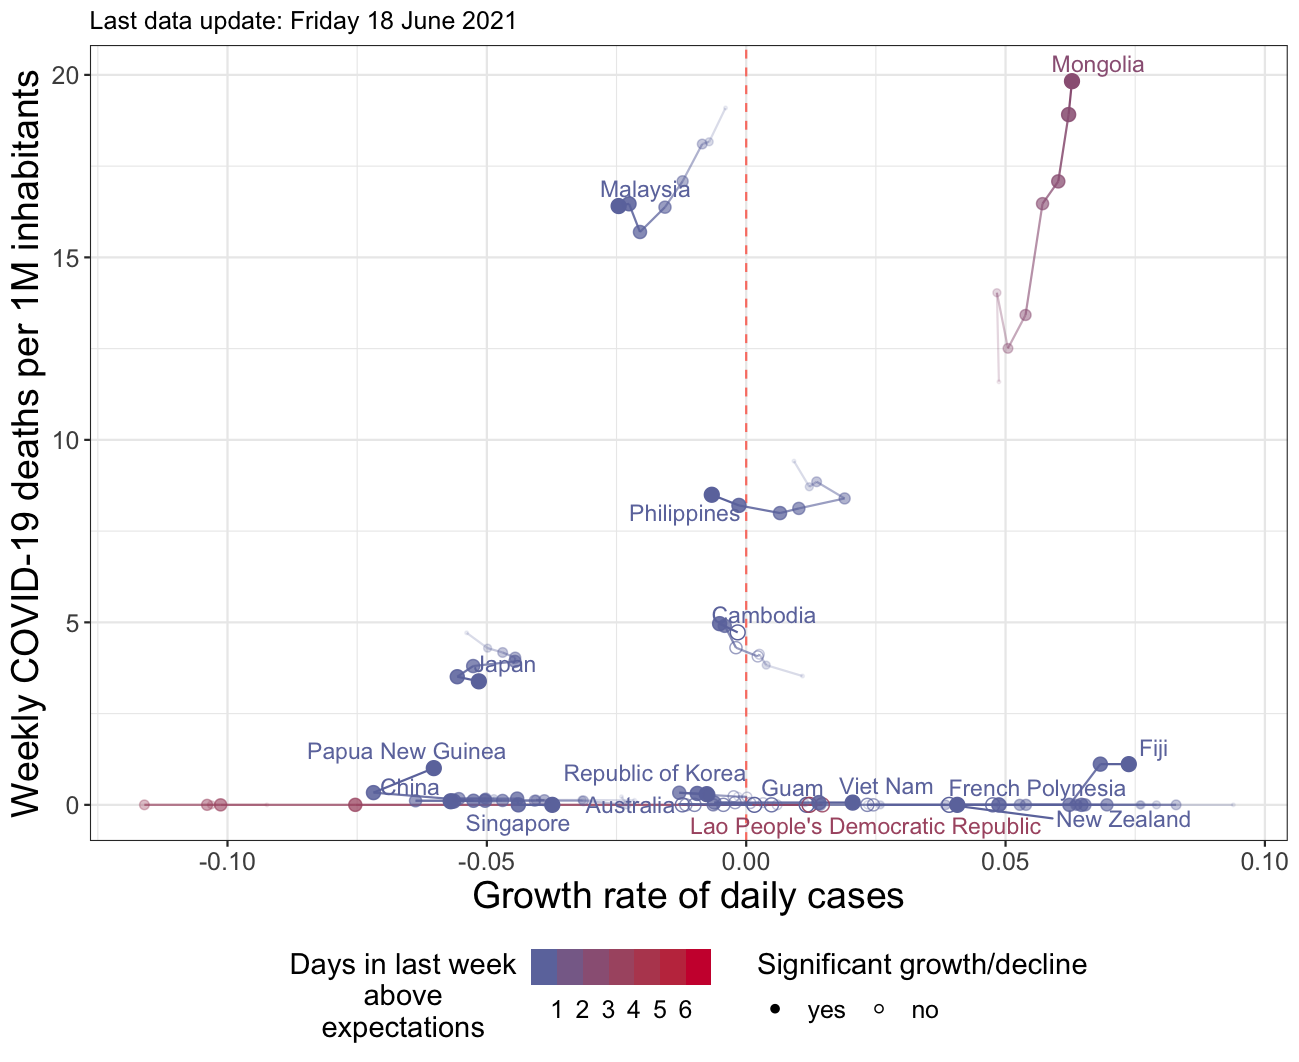 Last data update: Friday 18 June 2021
Weekly COVID-19 deaths per 1M inhabitants
20
15
10
5
0
Mongolia
Malaysia
Philippines
Cambodia
Japan
Papua New Guinea
Fiji
China
Republic of Korea
Guam
Viet Nam
French Polynesia
Australia
Singapore
Lao People's Democratic Republic
New Zealand
-0.10
-0.05
0.00
0.05
0.10
Growth rate of daily cases
Days in last week
above
expectations
1 2 3 4 5 6
Significant growth/decline
yes
no